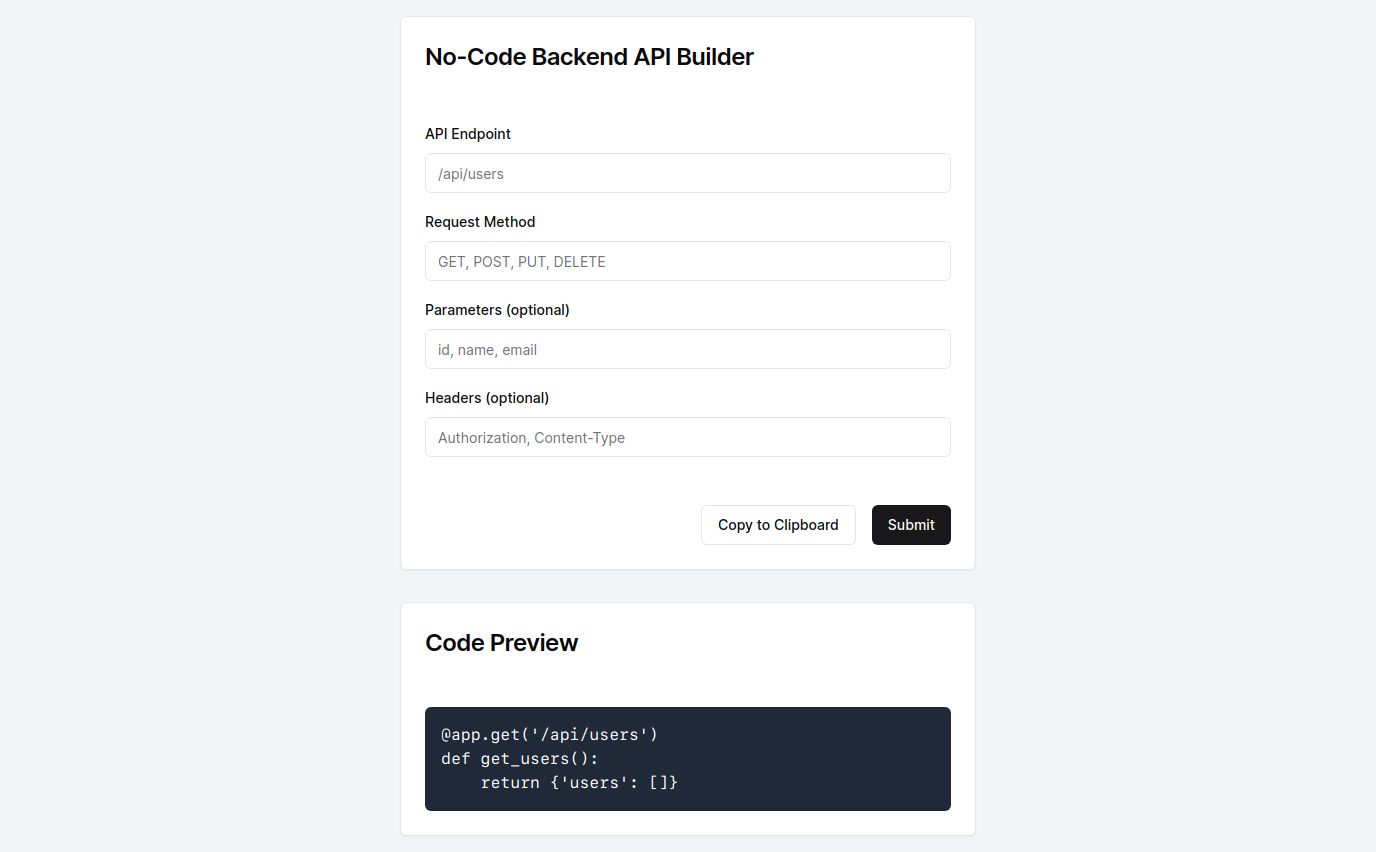 No-Code Backend API Builder
API Endpoint
/api/users
Request Method
GET, POST, PUT, DELETE
Parameters (optional)
id, name, email
Headers (optional)
Authorization, Content-Type
Copy to Clipboard
Submit
Code Preview
@app.get('/api/users')
def get_users():
    return {'users': []}